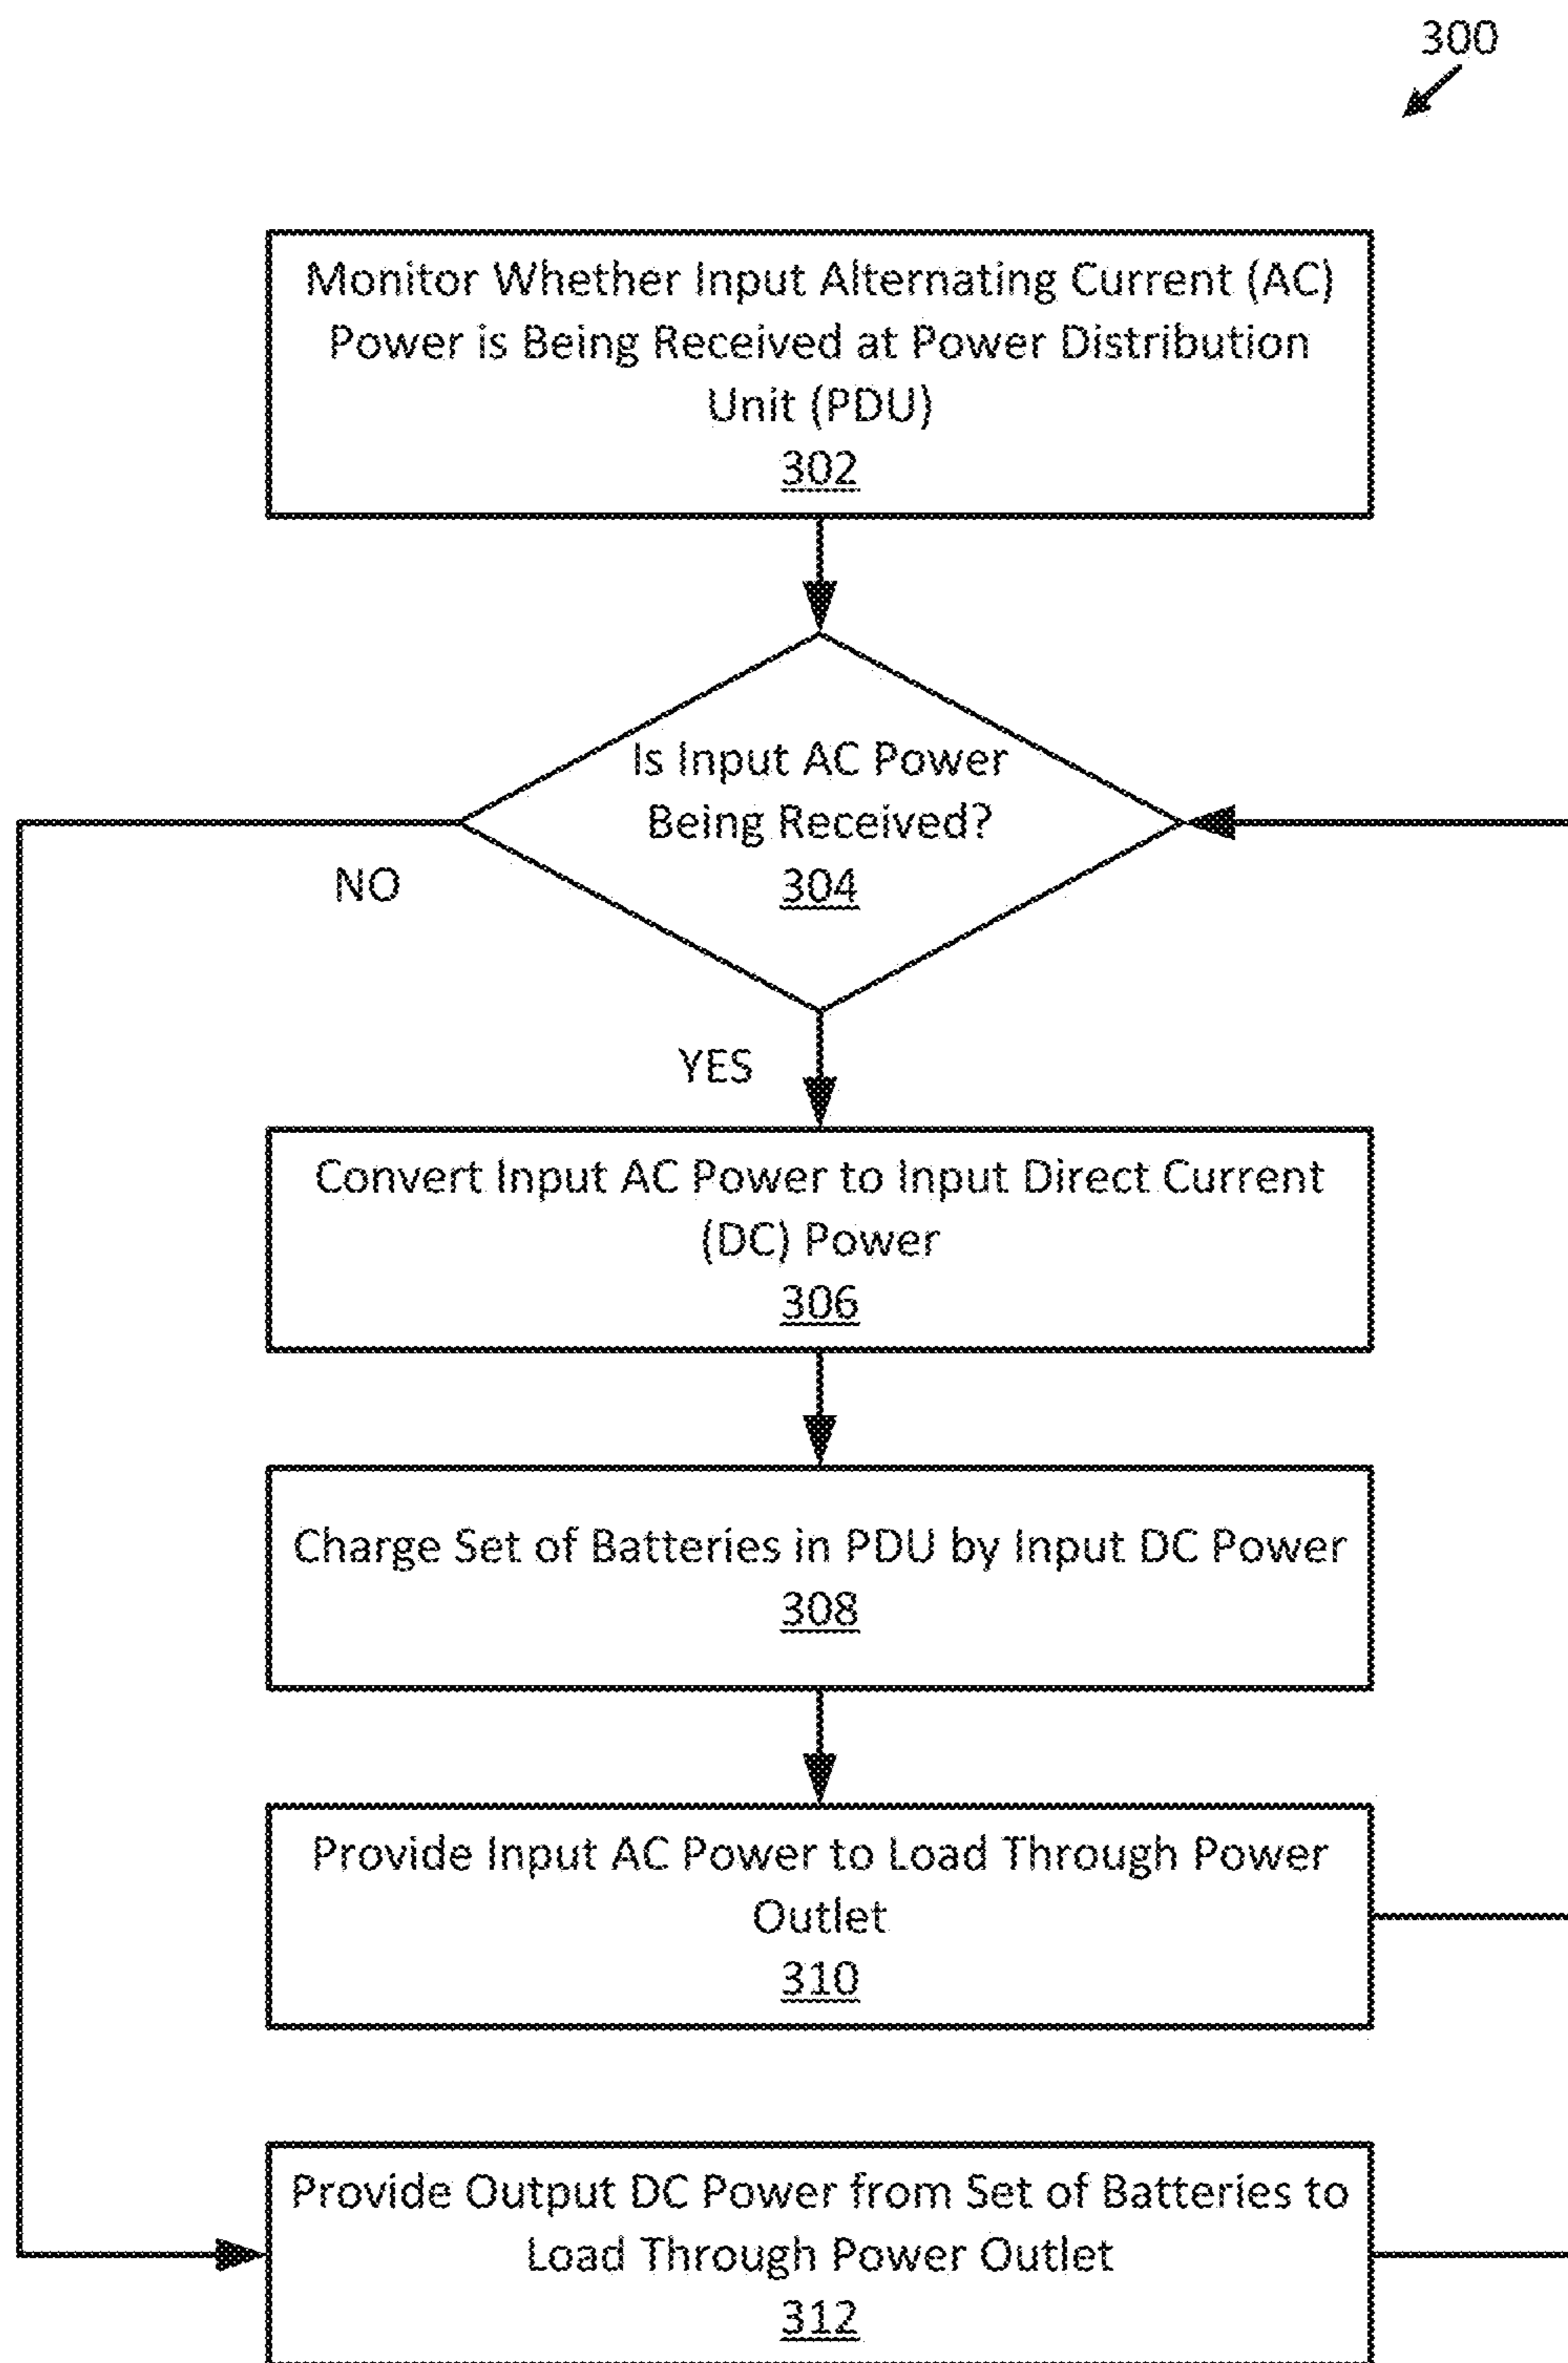 300
Monitor Whether Input Alternating Current (AC)
Power is Being Received at Power Distribution
Unit (PDU)
302
Is Input AC Power
Being Received?
304
NO
YES
Convert Input AC Power to Input Direct Current
(DC) Power
306
Charge Set of Batteries in PDU by Input DC Power
308
Provide Input AC Power to Load Through Power
Outlet
310
Provide Output DC Power from Set of Batteries to
Load Through Power Outlet
312